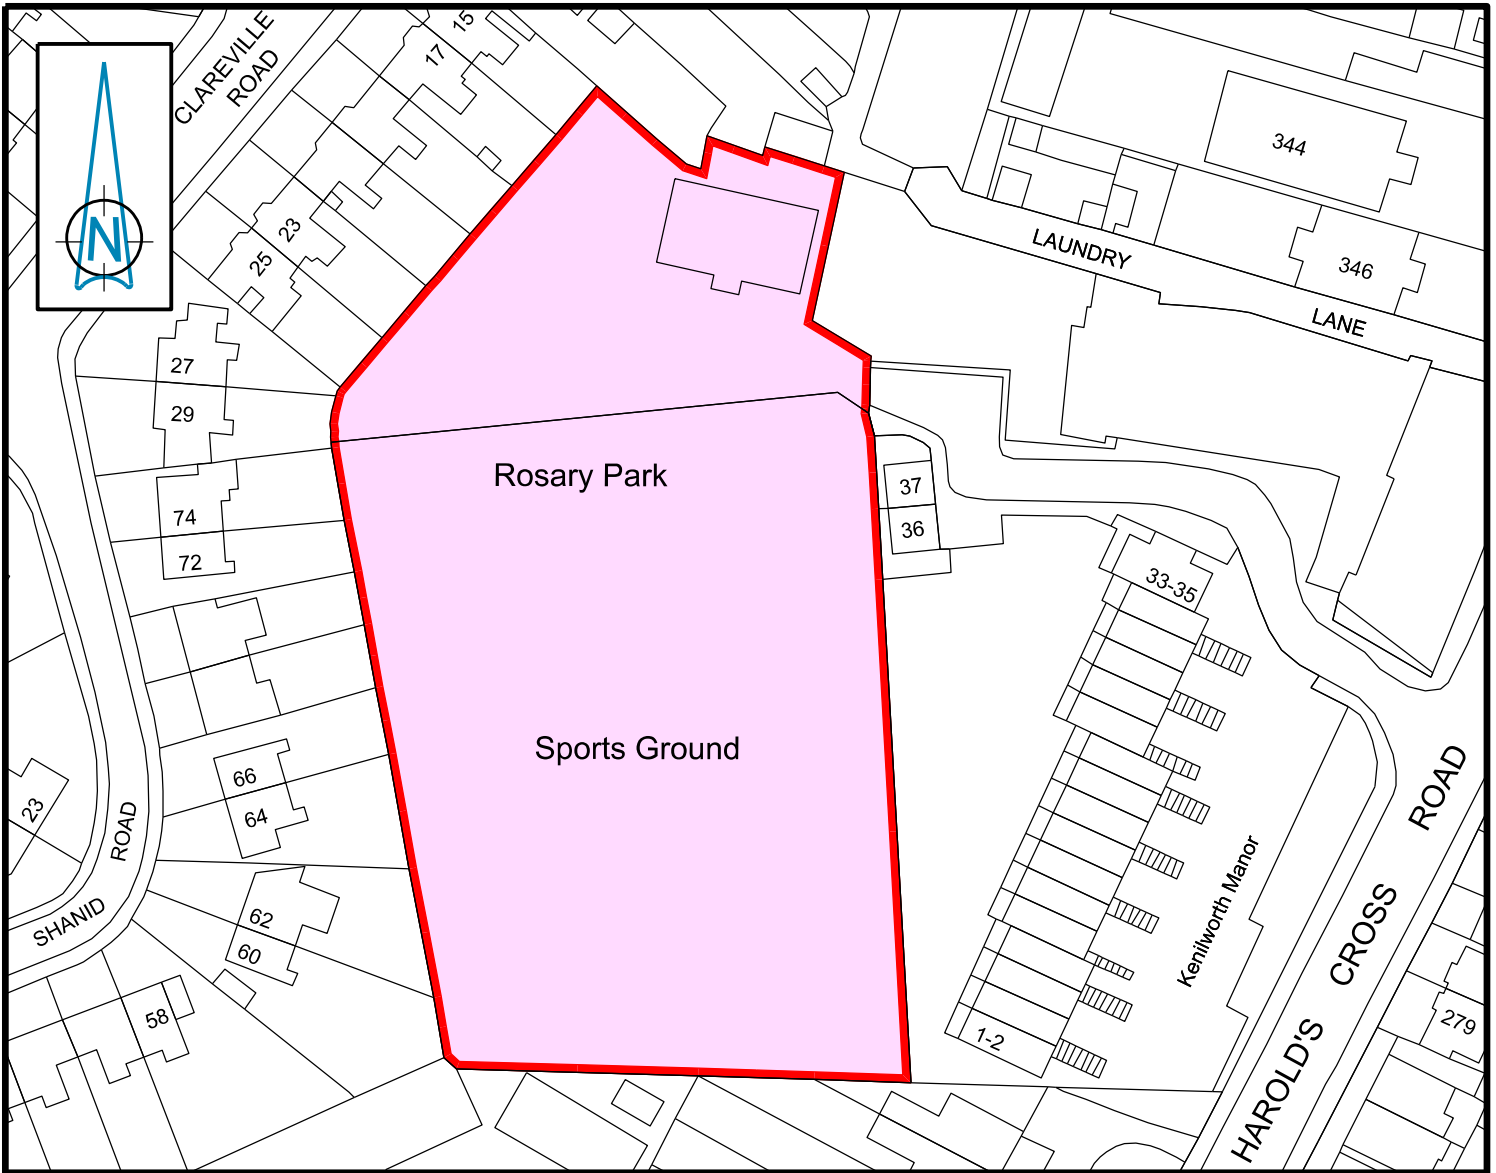 CLAREVILLE
ROAD
15
17
23
25
N
344
346
LAUNDRY
LANE
27
29
74
72
Rosary Park
37
36
33-35
Sports Ground
66
64
62
60
58
23
SHANID
ROAD
1-2
Kenilworth Manor
HAROLD'S
CROSS
ROAD
279